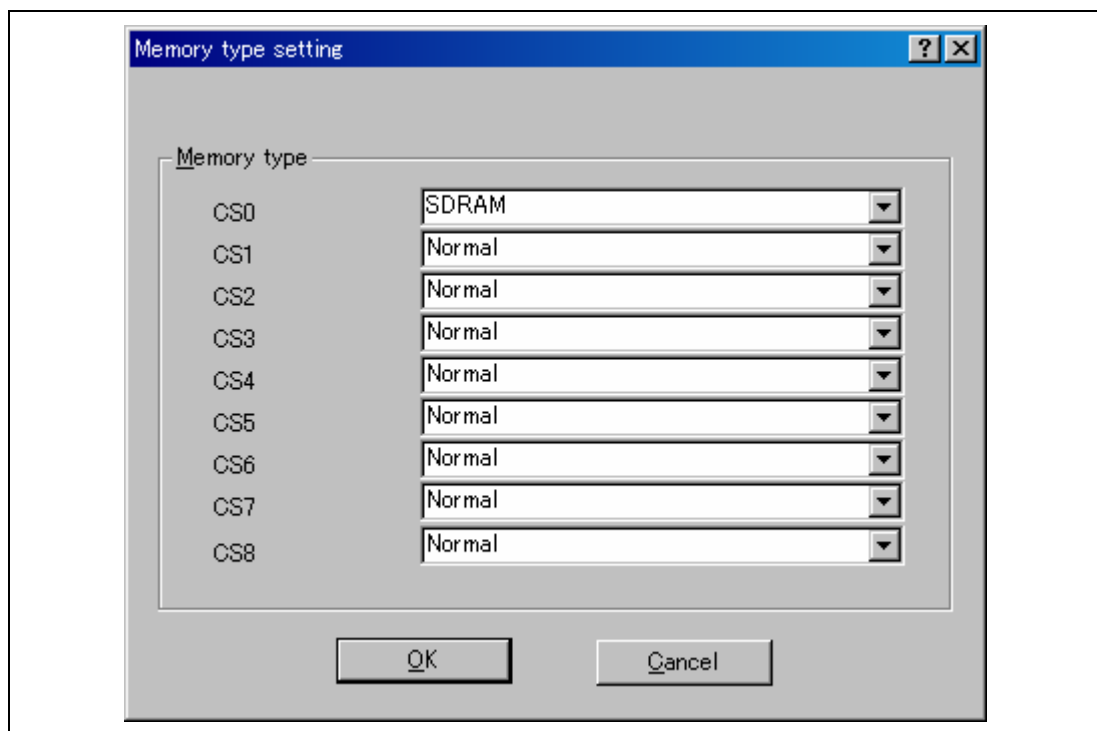 Memory type setting
Memory type
CS0 SDRAM
CS1 Normal
CS2 Normal
CS3 Normal
CS4 Normal
CS5 Normal
CS6 Normal
CS7 Normal
CS8 Normal
OK Cancel